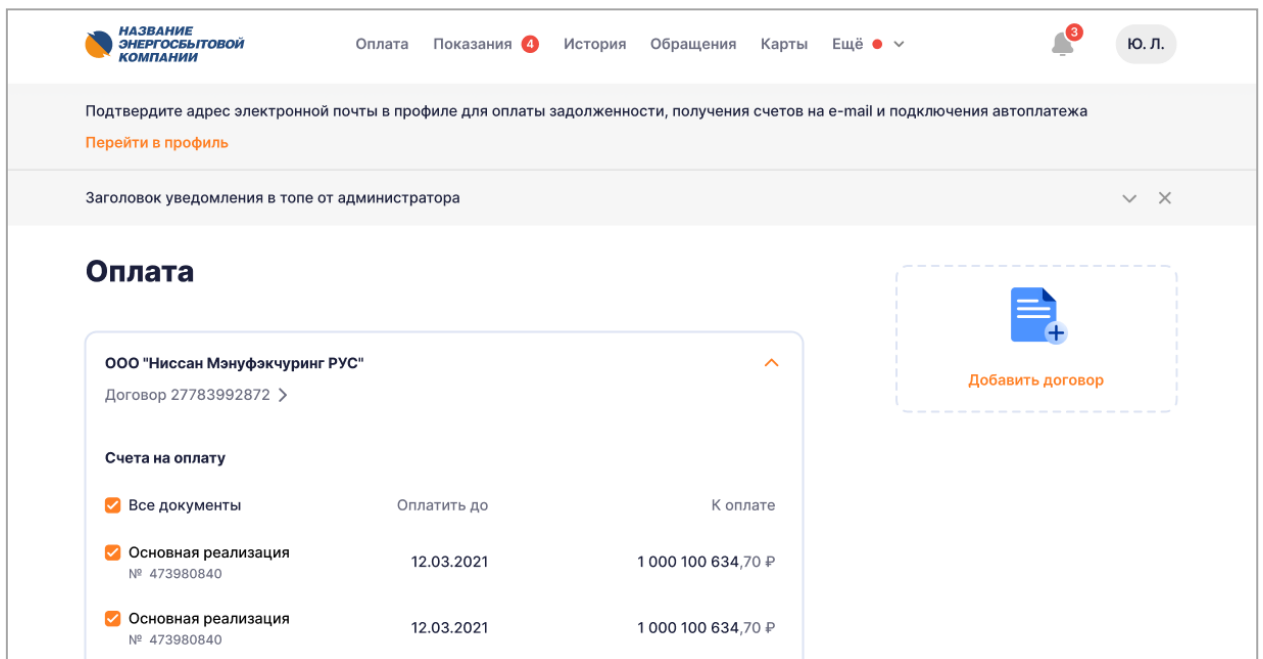 НАЗВАНИЕ
ЭНЕРГОСБЫТОВОЙ
КОМПАНИИ
Оплата Показания 4 История Обращения Карты Ещё 3 Ю. Л.
Подтвердите адрес электронной почты в профиле для оплаты задолженности, получения счетов на e-mail и подключения автоплатежа
Перейти в профиль
Заголовок уведомления в топе от администратора
Оплата
ООО "Ниссан Мэнуфэкчуринг РУС"
Договор 27783992872
Добавить договор
Счета на оплату
Все документы Оплатить до К оплате
Основная реализация 12.03.2021 1 000 100 634,70 ₽
№ 473980840
Основная реализация 12.03.2021 1 000 100 634,70 ₽
№ 473980840